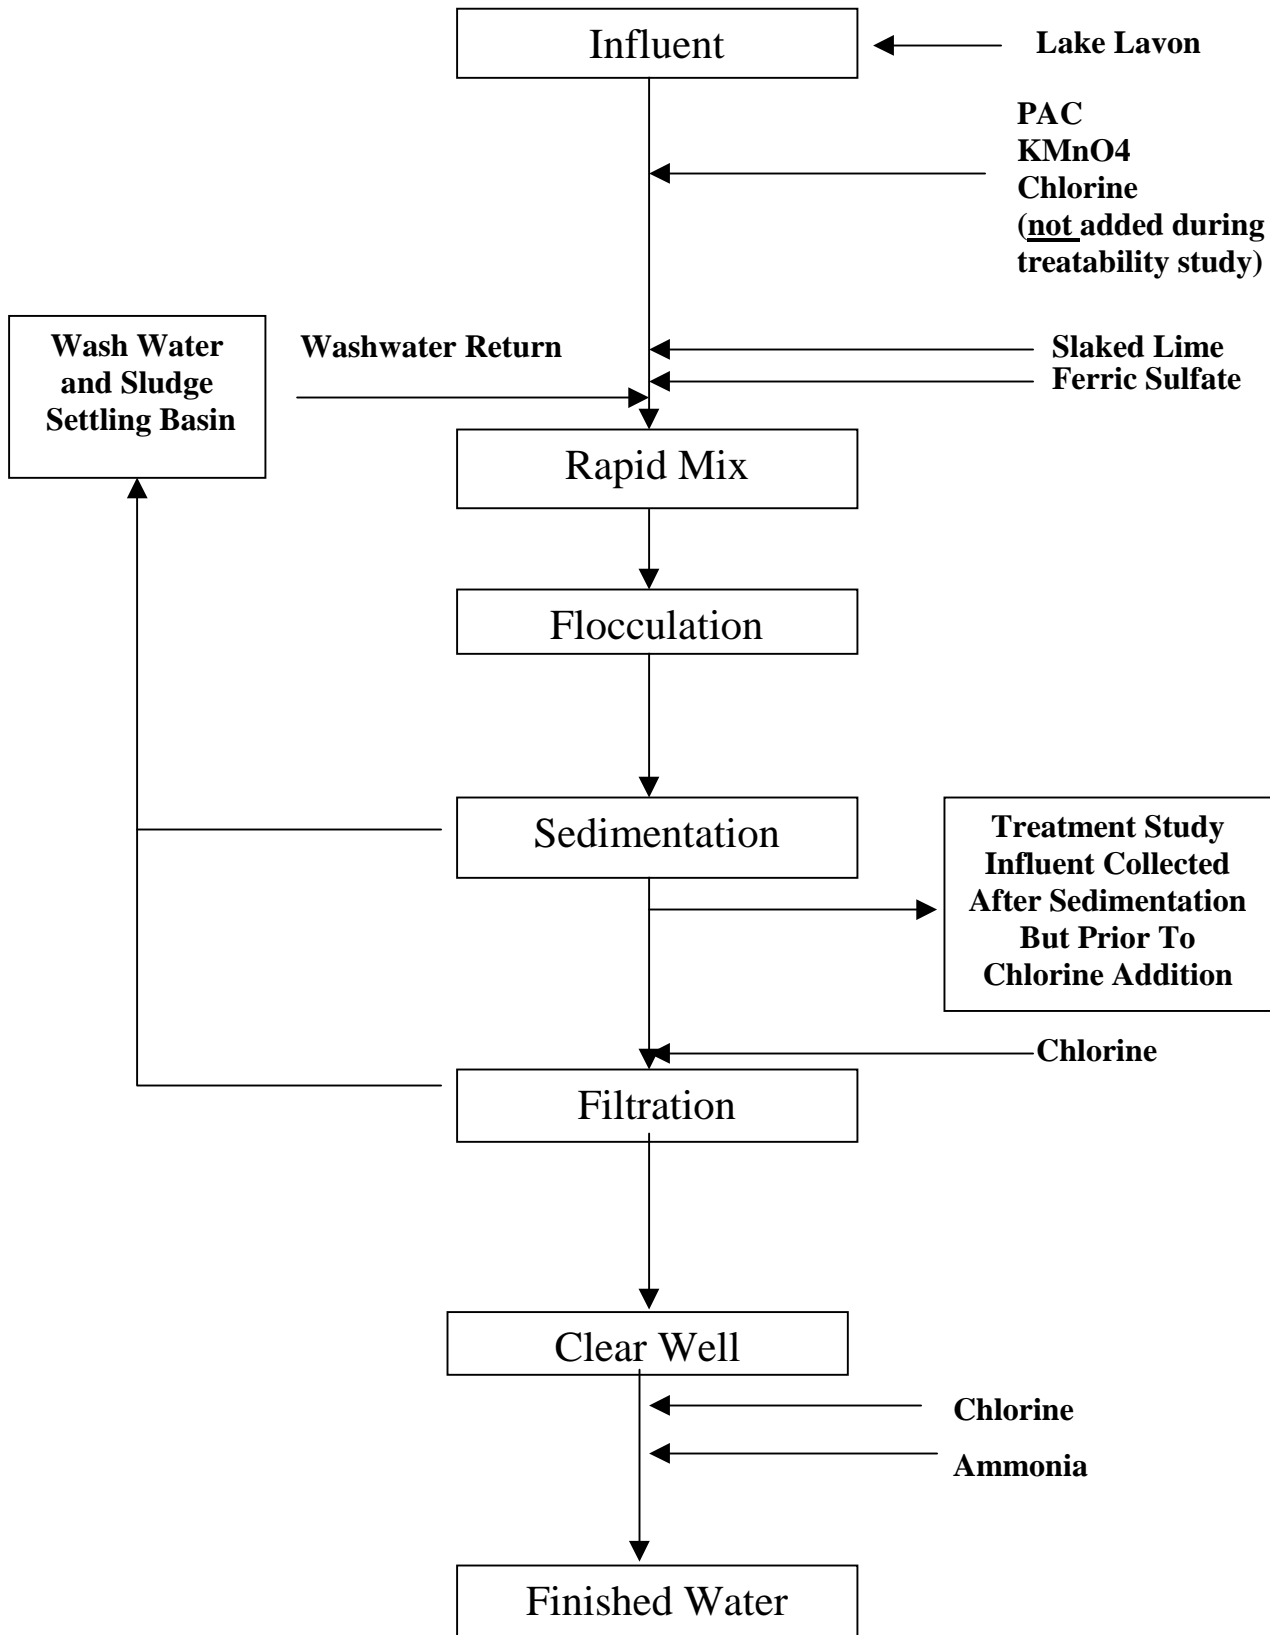 Influent
Lake Lavon
PAC
KMnO4
Chlorine
(not added during
treatability study)
Wash Water
and Sludge
Settling Basin
Washwater Return
Slaked Lime
Ferric Sulfate
Rapid Mix
Flocculation
Sedimentation
Treatment Study
Influent Collected
After Sedimentation
But Prior To
Chlorine Addition
Chlorine
Filtration
Clear Well
Chlorine
Ammonia
Finished Water